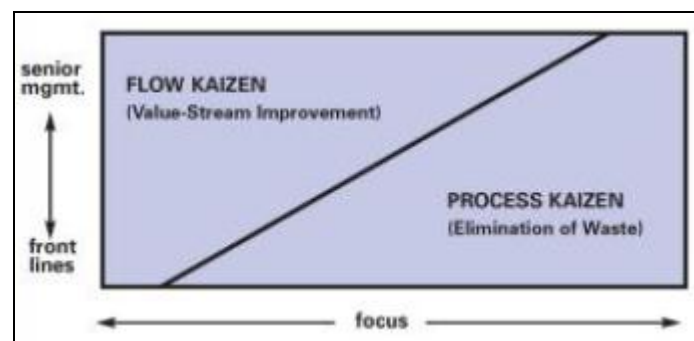 senior
mgmt.
FLOW KAIZEN
(Value-Stream Improvement)
PROCESS KAIZEN
(Elimination of Waste)
front
lines
focus